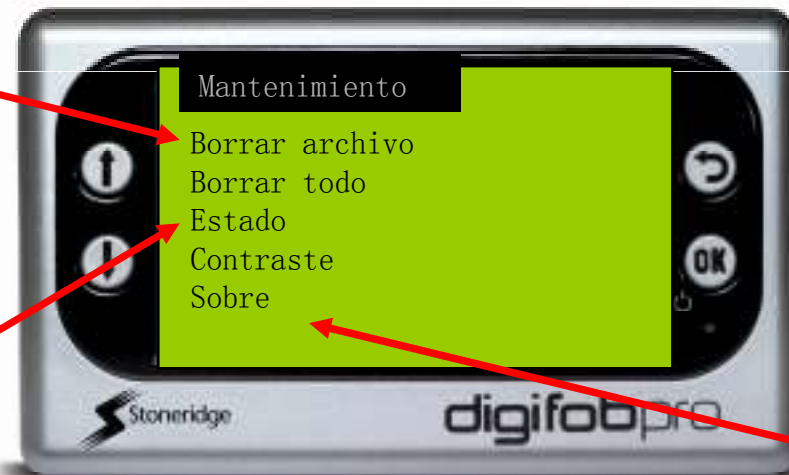 Mantenimiento
Borrar archivo
Borrar todo
Estado
Contraste
Sobre
OK
Stoneridge
digifobpro